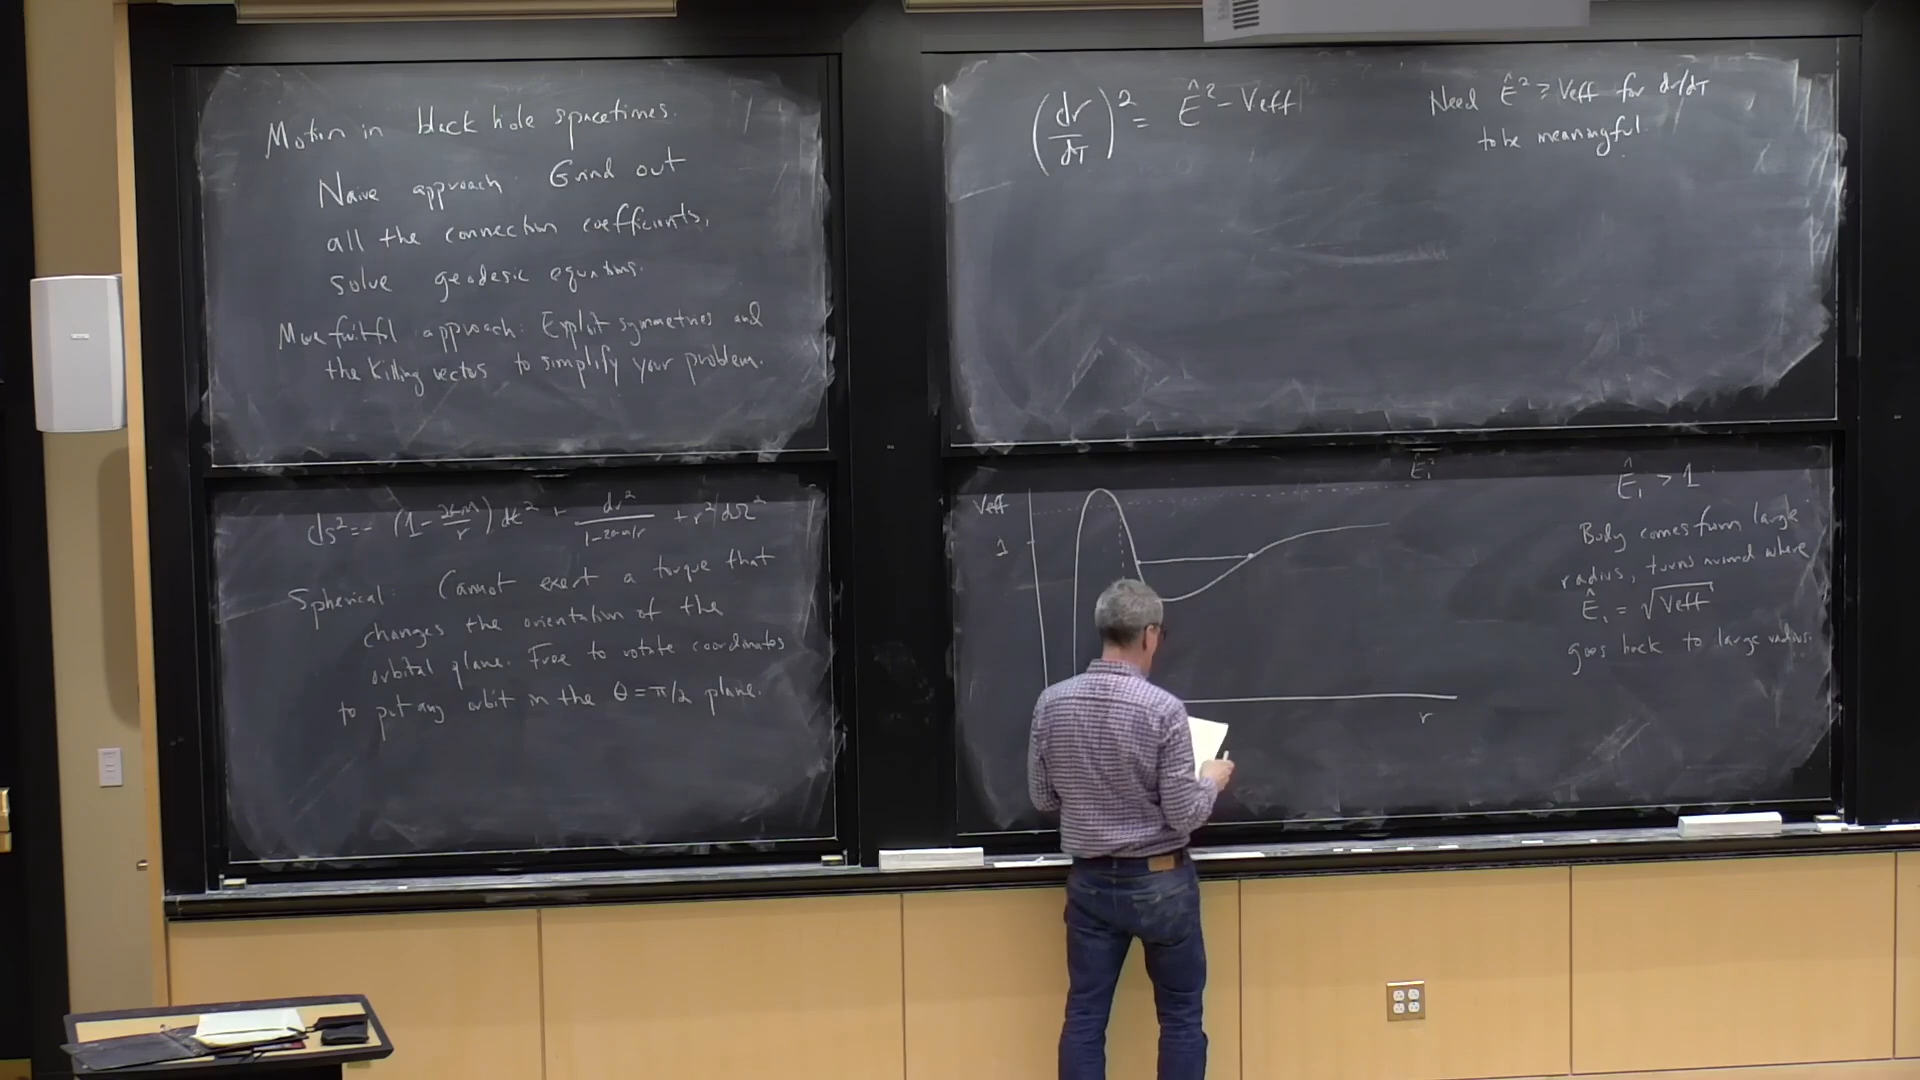 Motion in black hole spacetimes.
Naive approach: Grind out
all the connection coefficients,
solve geodesic equations.
More fruitful approach: Exploit symmetries and
the Killing vectors to simplify your problem.
ds² = - (1 - 2GM/r) dt² + dr²/(1-2GM/r) + r² dΩ²
Spherical: Cannot exert a torque that
changes the orientation of the
orbital plane. Free to rotate coordinates
to put any orbit in the θ = π/2 plane.
(dr/dτ)² = Ê² - Veff
Need Ê² ≥ Veff for dr/dτ
to be meaningful.
Veff
1
Ê₁²
r
Ê₁ > 1
Body comes from large
radius, turns around where
Ê₁ = √Veff
goes back to large radius.